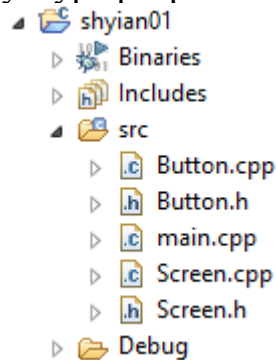 shyian01
Binaries
Includes
src
Button.cpp
Button.h
main.cpp
Screen.cpp
Screen.h
Debug